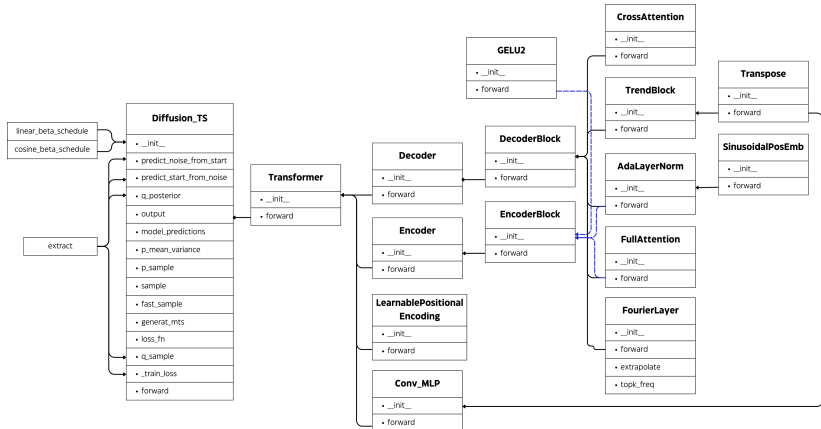 linear_beta_schedule
cosine_beta_schedule
extract
Diffusion_TS
• __init__
• predict_noise_from_start
• predict_start_from_noise
• q_posterior
• output
• model_predictions
• p_mean_variance
• p_sample
• sample
• fast_sample
• generat_mts
• loss_fn
• q_sample
• _train_loss
• forward
Transformer
• __init__
• forward
Decoder
• __init__
• forward
Encoder
• __init__
• forward
LearnablePositional
Encoding
• __init__
• forward
Conv_MLP
• __init__
• forward
GELU2
• __init__
• forward
DecoderBlock
• __init__
• forward
EncoderBlock
• __init__
• forward
CrossAttention
• __init__
• forward
TrendBlock
• __init__
• forward
AdaLayerNorm
• __init__
• forward
FullAttention
• __init__
• forward
FourierLayer
• __init__
• forward
• extrapolate
• topk_freq
Transpose
• __init__
• forward
SinusoidalPosEmb
• __init__
• forward